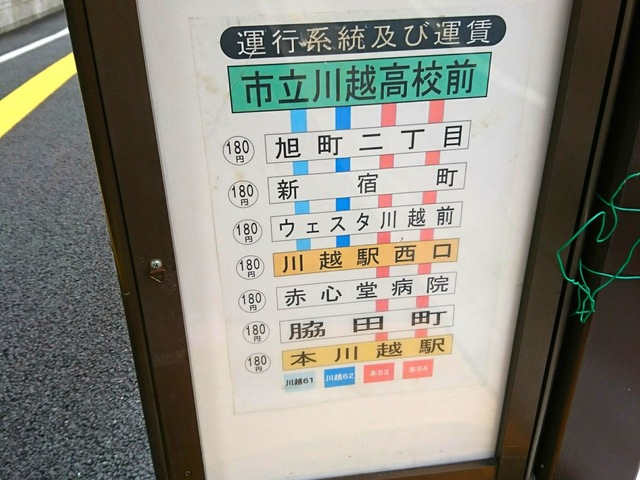 運行系統及び運賃
市立川越高校前
180円 旭町二丁目
180円 新宿町
180円 ウェスタ川越前
180円 川越駅西口
180円 赤心堂病院
180円 脇田町
180円 本川越駅
川越61 川越62 本53 本54